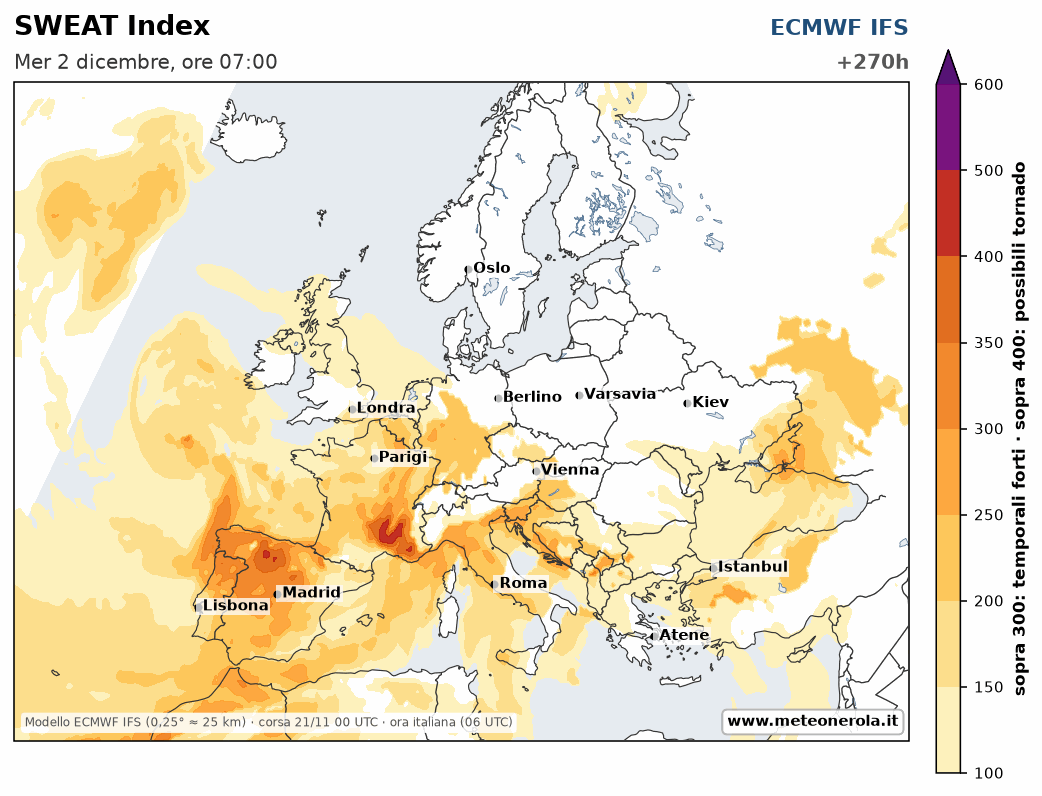 SWEAT Index
ECMWF IFS
Mer 2 dicembre, ore 07:00
+270h
600
500
400
350
300
250
200
150
100
sopra 300: temporali forti · sopra 400: possibili tornado
Oslo
Londra
Berlino
Varsavia
Kiev
Parigi
Vienna
Istanbul
Roma
Madrid
Lisbona
Atene
Modello ECMWF IFS (0,25° ≈ 25 km) · corsa 21/11 00 UTC · ora italiana (06 UTC)
www.meteonerola.it